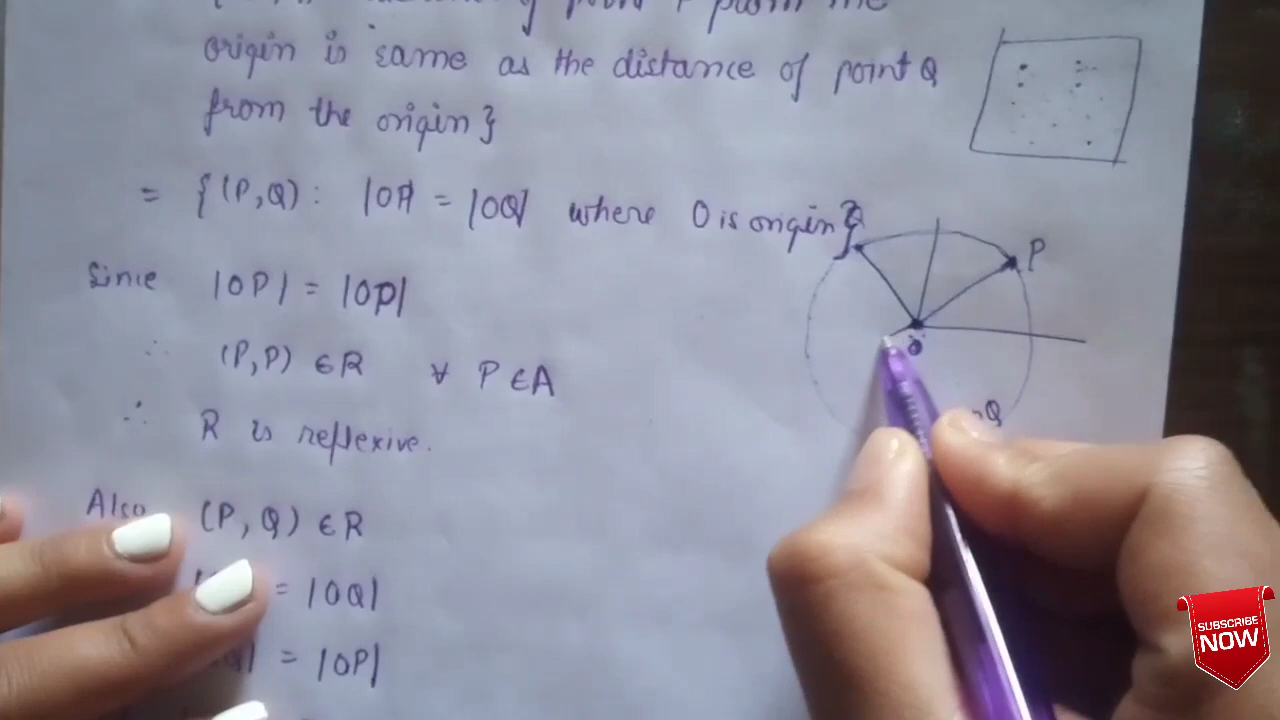 origin is same as the distance of point Q
from the origin}
= {(P,Q): |OP| = |OQ| where O is origin}
Since |OP| = |OP|
∴ (P,P) ∈ R ∀ P ∈ A
∴ R is reflexive.
Also (P, Q) ∈ R
= |OQ|
= |OP|
Q
P
O
Q
SUBSCRIBE
NOW